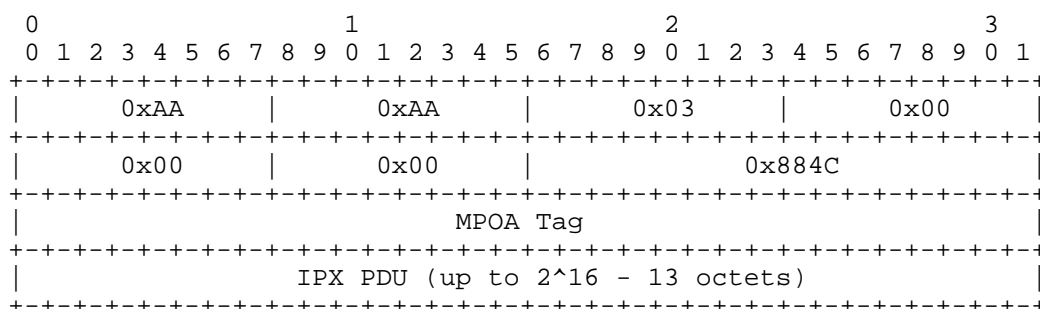 0                   1                   2                   3
 0 1 2 3 4 5 6 7 8 9 0 1 2 3 4 5 6 7 8 9 0 1 2 3 4 5 6 7 8 9 0 1
+-+-+-+-+-+-+-+-+-+-+-+-+-+-+-+-+-+-+-+-+-+-+-+-+-+-+-+-+-+-+-+-+
|      0xAA     |      0xAA     |      0x03     |      0x00     |
+-+-+-+-+-+-+-+-+-+-+-+-+-+-+-+-+-+-+-+-+-+-+-+-+-+-+-+-+-+-+-+-+
|      0x00     |      0x00     |             0x884C            |
+-+-+-+-+-+-+-+-+-+-+-+-+-+-+-+-+-+-+-+-+-+-+-+-+-+-+-+-+-+-+-+-+
|                           MPOA Tag                            |
+-+-+-+-+-+-+-+-+-+-+-+-+-+-+-+-+-+-+-+-+-+-+-+-+-+-+-+-+-+-+-+-+
|                 IPX PDU (up to 2^16 - 13 octets)              |
+-+-+-+-+-+-+-+-+-+-+-+-+-+-+-+-+-+-+-+-+-+-+-+-+-+-+-+-+-+-+-+-+